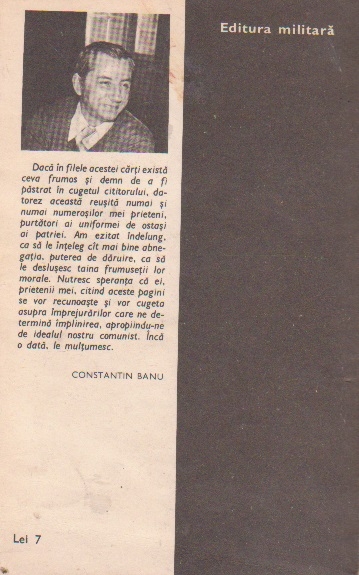 Editura militară
Dacă în filele acestei cărți există
ceva frumos și demn de a fi
păstrat în cugetul cititorului, da-
torez această reușită numai și
numai numeroșilor mei prieteni,
purtători ai uniformei de ostași
ai patriei. Am ezitat îndelung,
ca să le înțeleg cît mai bine abne-
gația, puterea de dăruire, ca să
le deslușesc taina frumuseții lor
morale. Nutresc speranța că ei,
prietenii mei, citind aceste pagini
se vor recunoaște și vor cugeta
asupra împrejurărilor care ne de-
termină împlinirea, apropiindu-ne
de idealul nostru comunist. Încă
o dată, le mulțumesc.
CONSTANTIN BANU
Lei 7